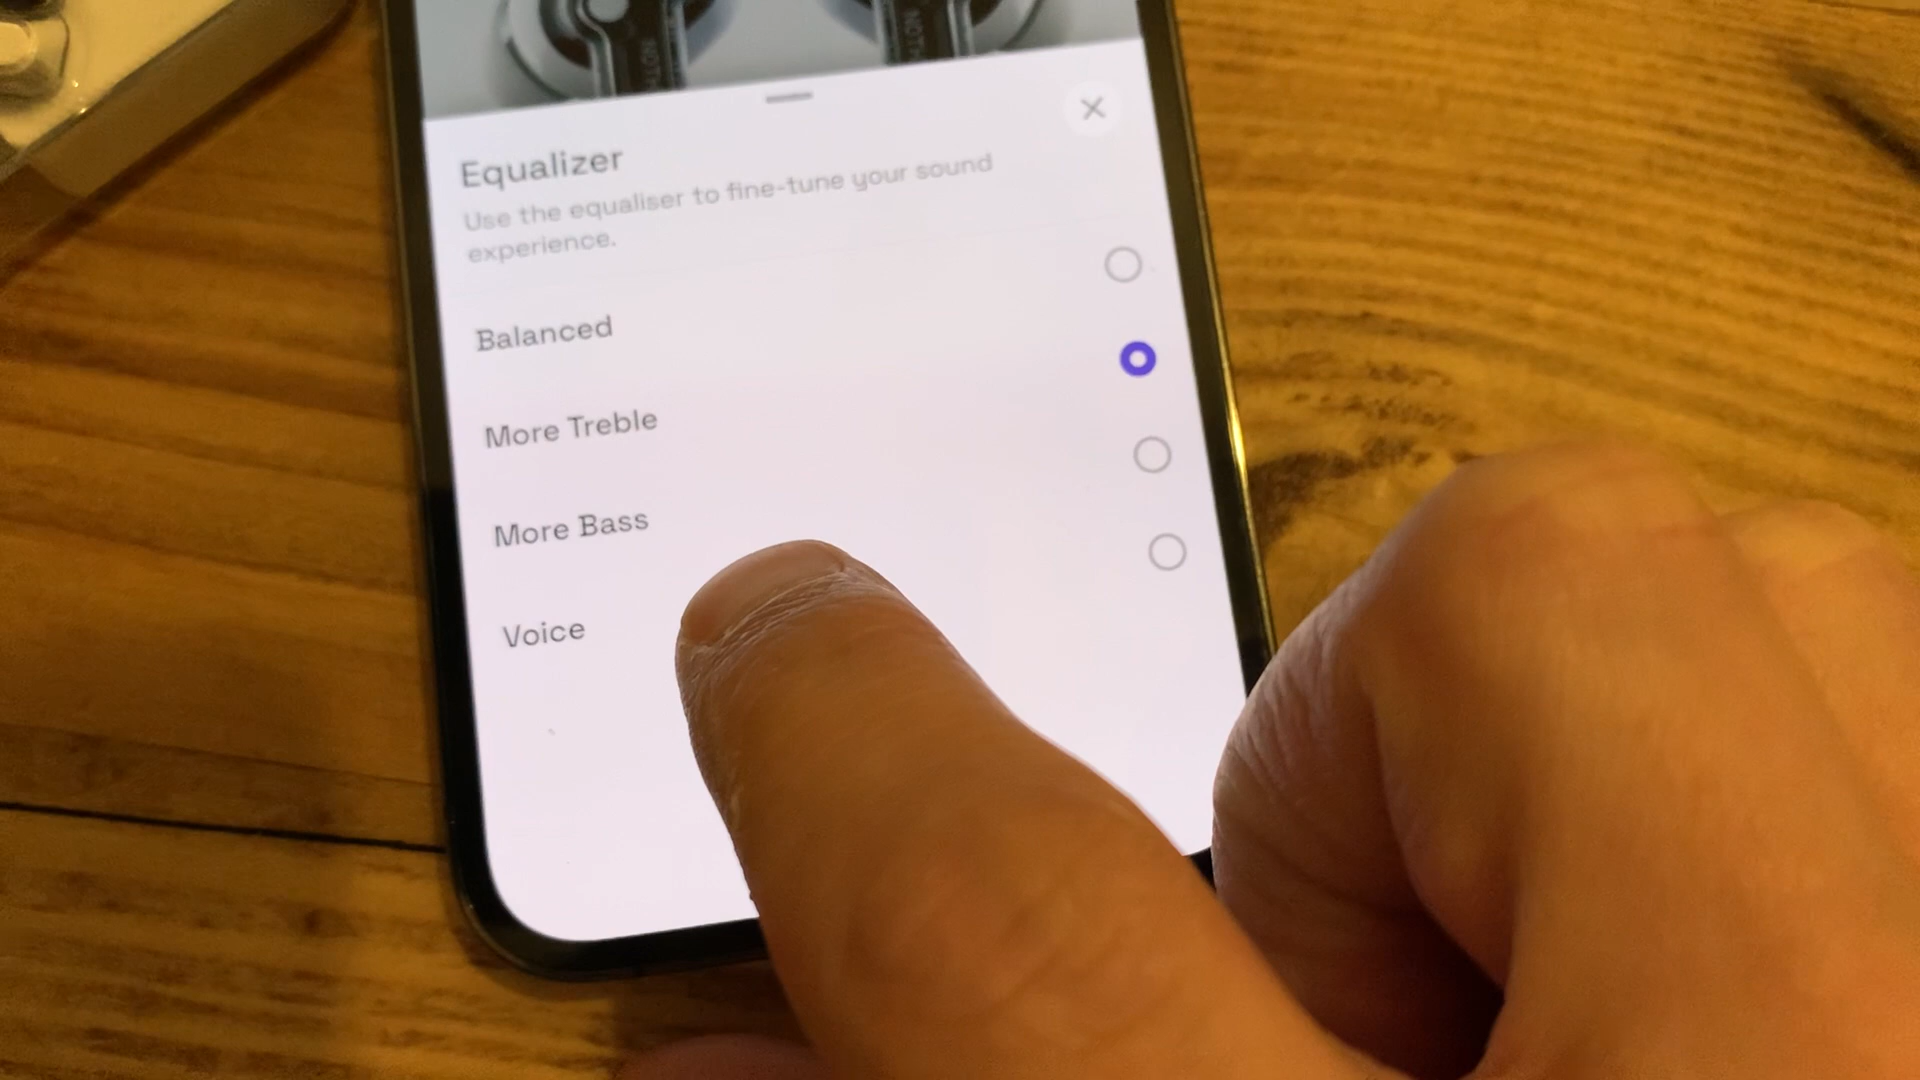 Equalizer
Use the equaliser to fine-tune your sound
experience.
Balanced
More Treble
More Bass
Voice